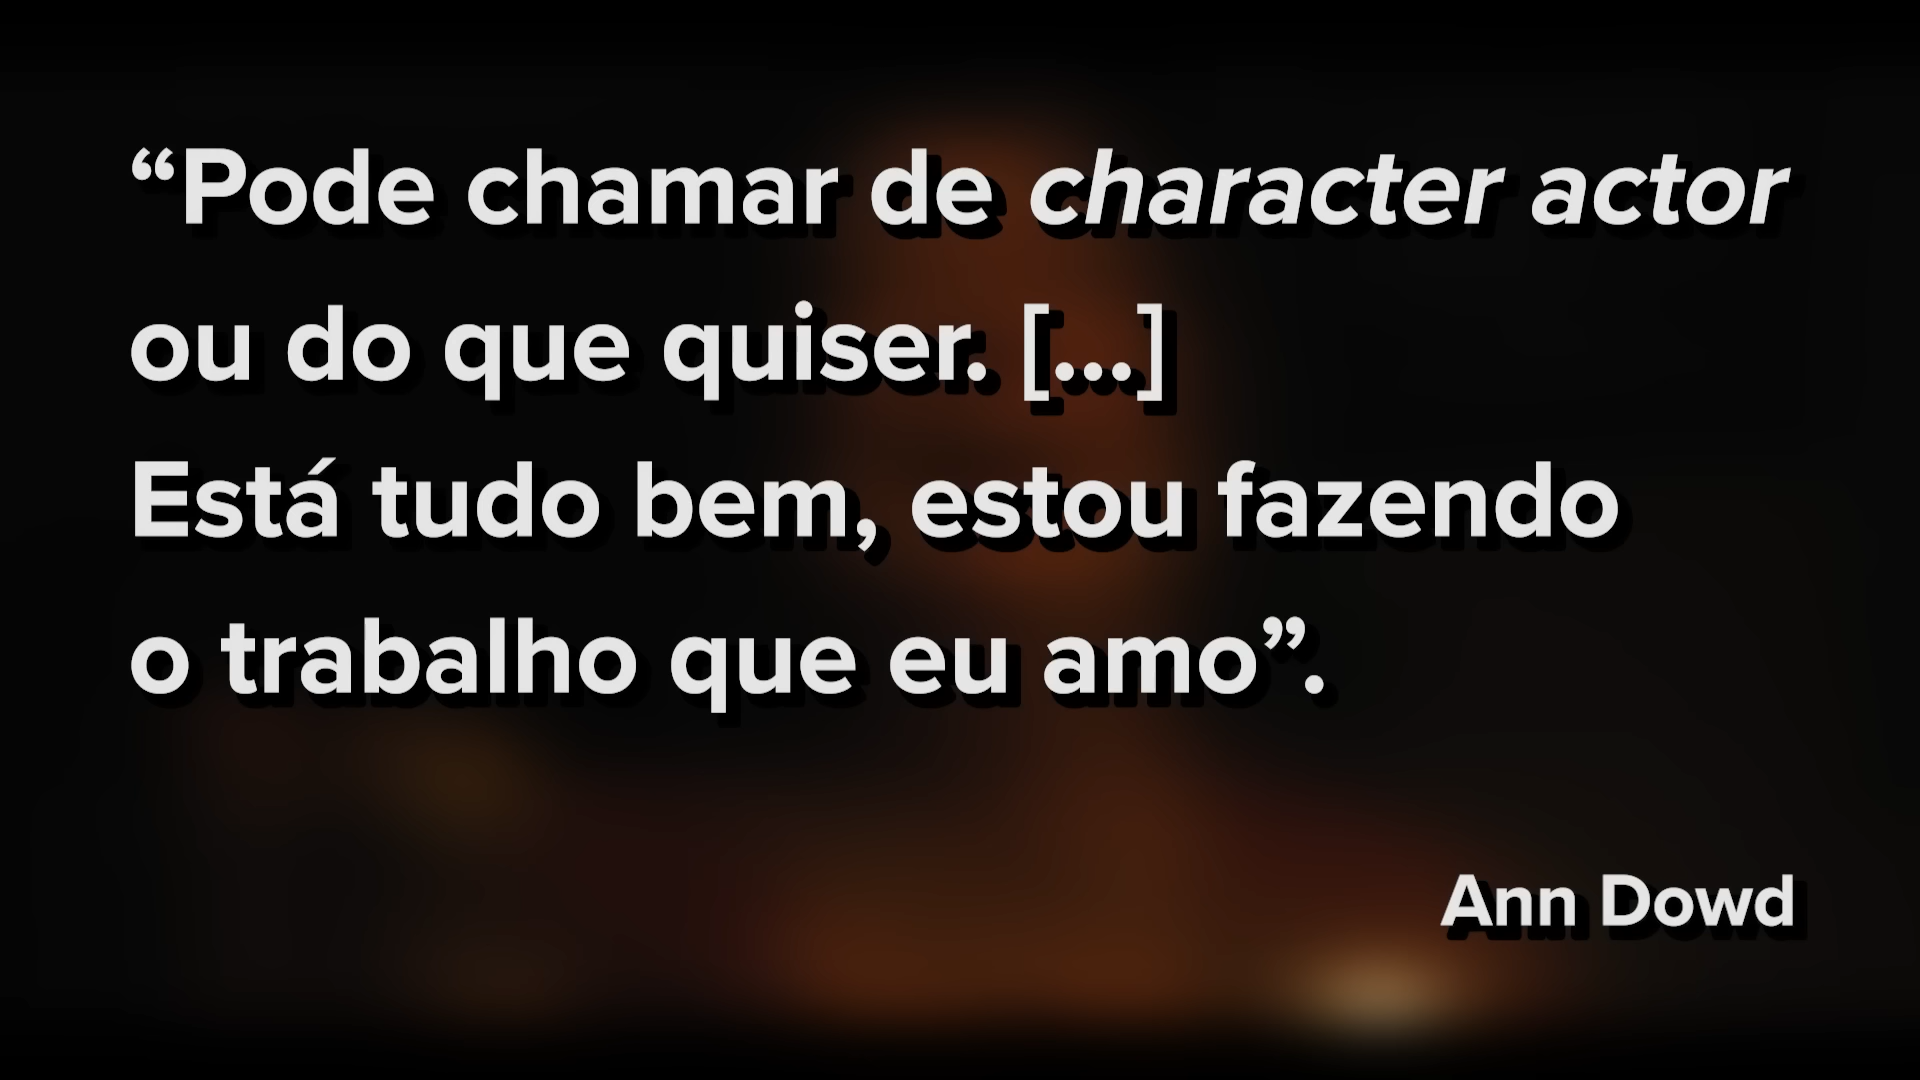 “Pode chamar de character actor
ou do que quiser. [...]
Está tudo bem, estou fazendo
o trabalho que eu amo”.
Ann Dowd